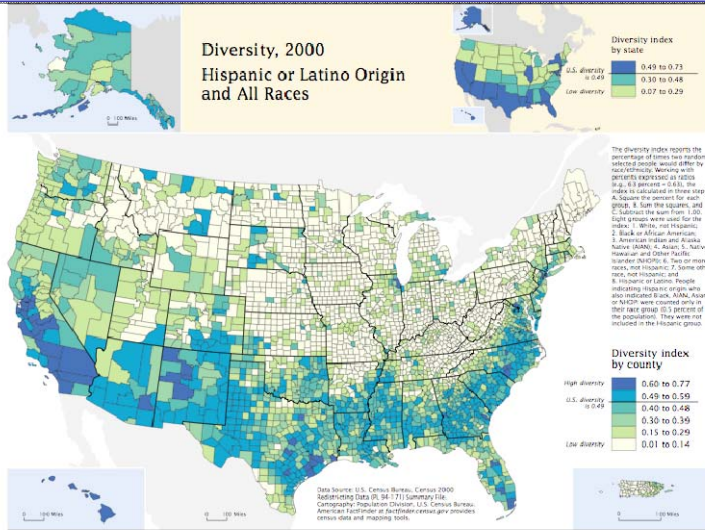 Diversity, 2000
Hispanic or Latino Origin
and All Races
0 100 Miles
Diversity index
by state
U.S. diversity
is 0.49
0.49 to 0.73
0.30 to 0.48
Low diversity
0.07 to 0.29
The diversity index reports the
percentage of times two random
selected people would differ by
race/ethnicity. Working with
percents expressed as ratios
(e.g., 63 percent = 0.63), the
index is calculated in three step
A. Square the percent for each
group, B. Sum the squares, and
C. Subtract the sum from 1.00.
Eight groups were used for the
index: 1. White, not Hispanic;
2. Black or African American;
3. American Indian and Alaska
Native (AIAN); 4. Asian; 5. Native
Hawaiian and Other Pacific
Islander (NHOPI); 6. Two or more
races, not Hispanic; 7. Some oth
race, not Hispanic; and
8. Hispanic or Latino. People
indicating Hispanic origin who
also indicated Black, AIAN, Asian
or NHOPI were counted only in
their race group (0.5 percent of
the population). They were not
included in the Hispanic group.
Diversity index
by county
High diversity
0.60 to 0.77
U.S. diversity
is 0.49
0.49 to 0.59
0.40 to 0.48
0.30 to 0.39
0.15 to 0.29
Low diversity
0.01 to 0.14
Data Source: U.S. Census Bureau, Census 2000
Redistricting Data (PL 94-171) Summary File.
Cartography: Population Division, U.S. Census Bureau.
American FactFinder at factfinder.census.gov provides
census data and mapping tools.
0 100 Miles
0 100 Miles
0 100 Miles